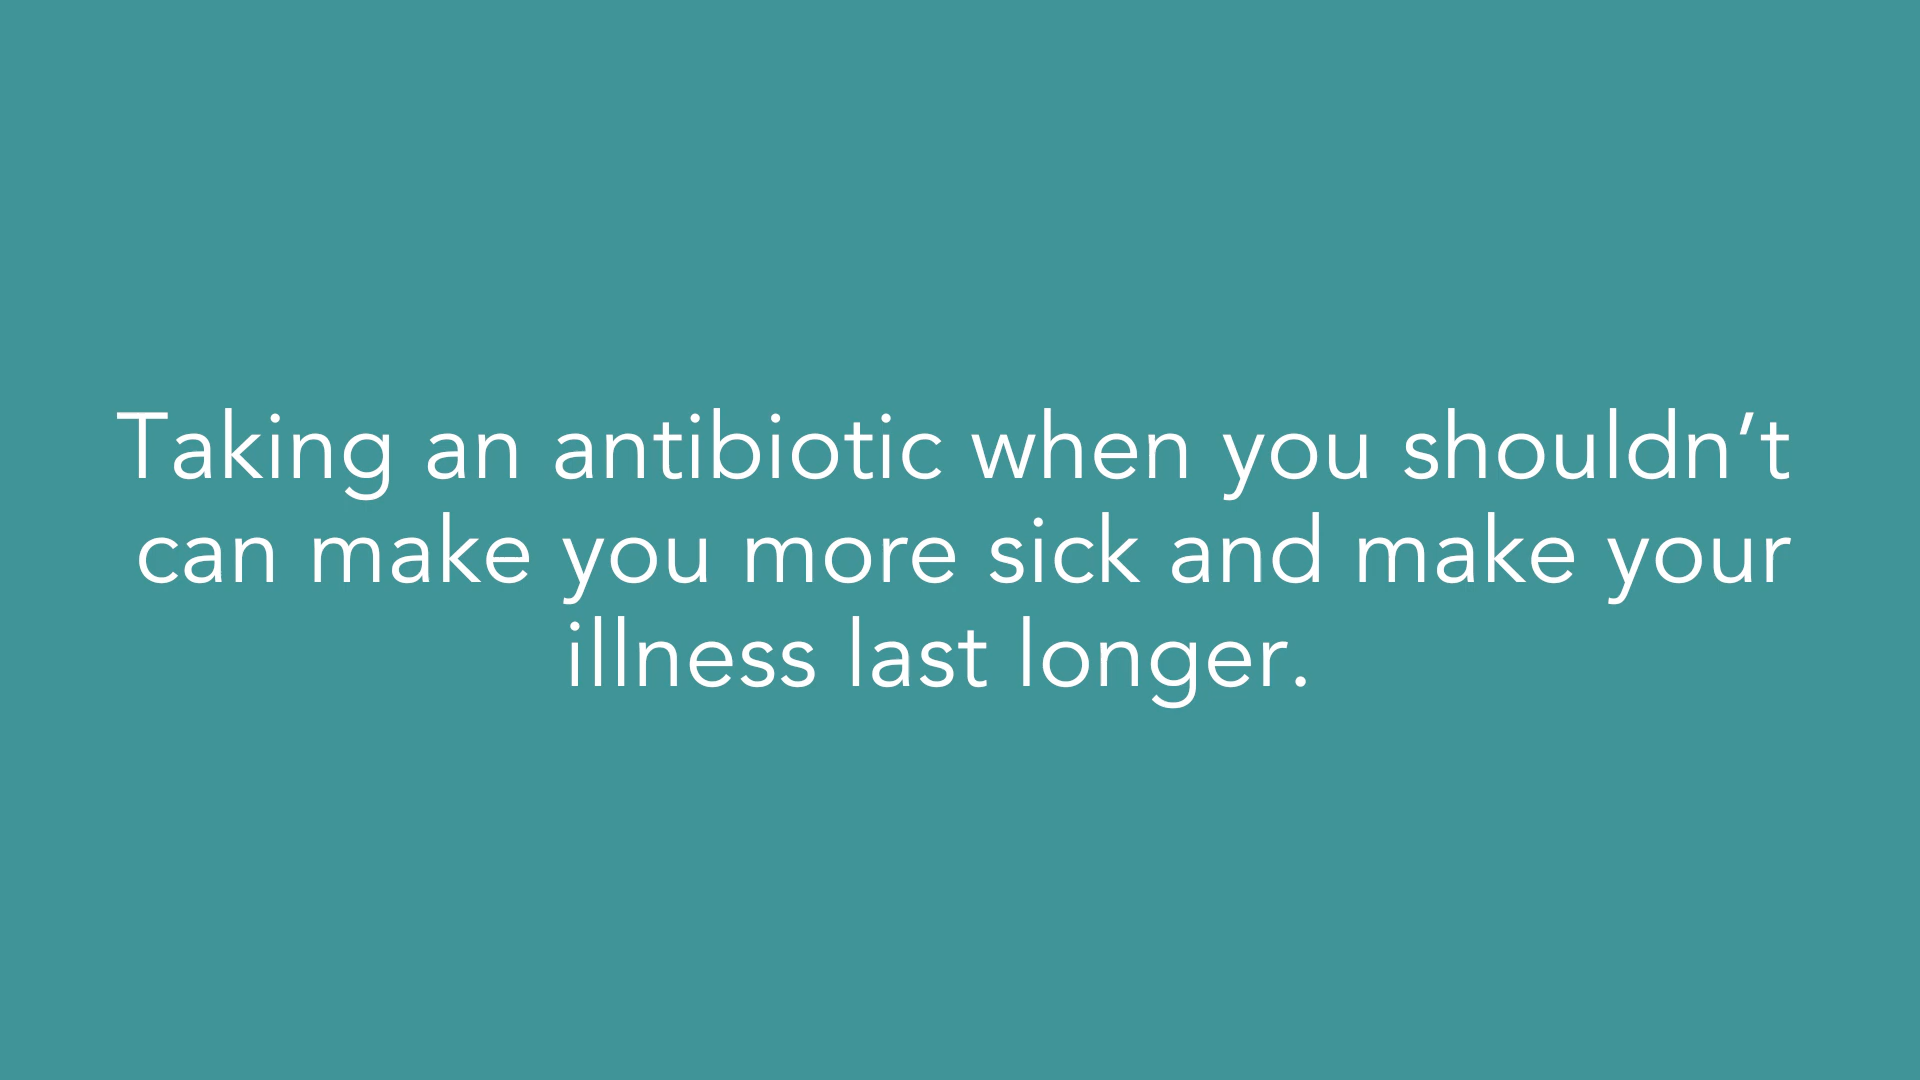 Taking an antibiotic when you shouldn’t
can make you more sick and make your
illness last longer.